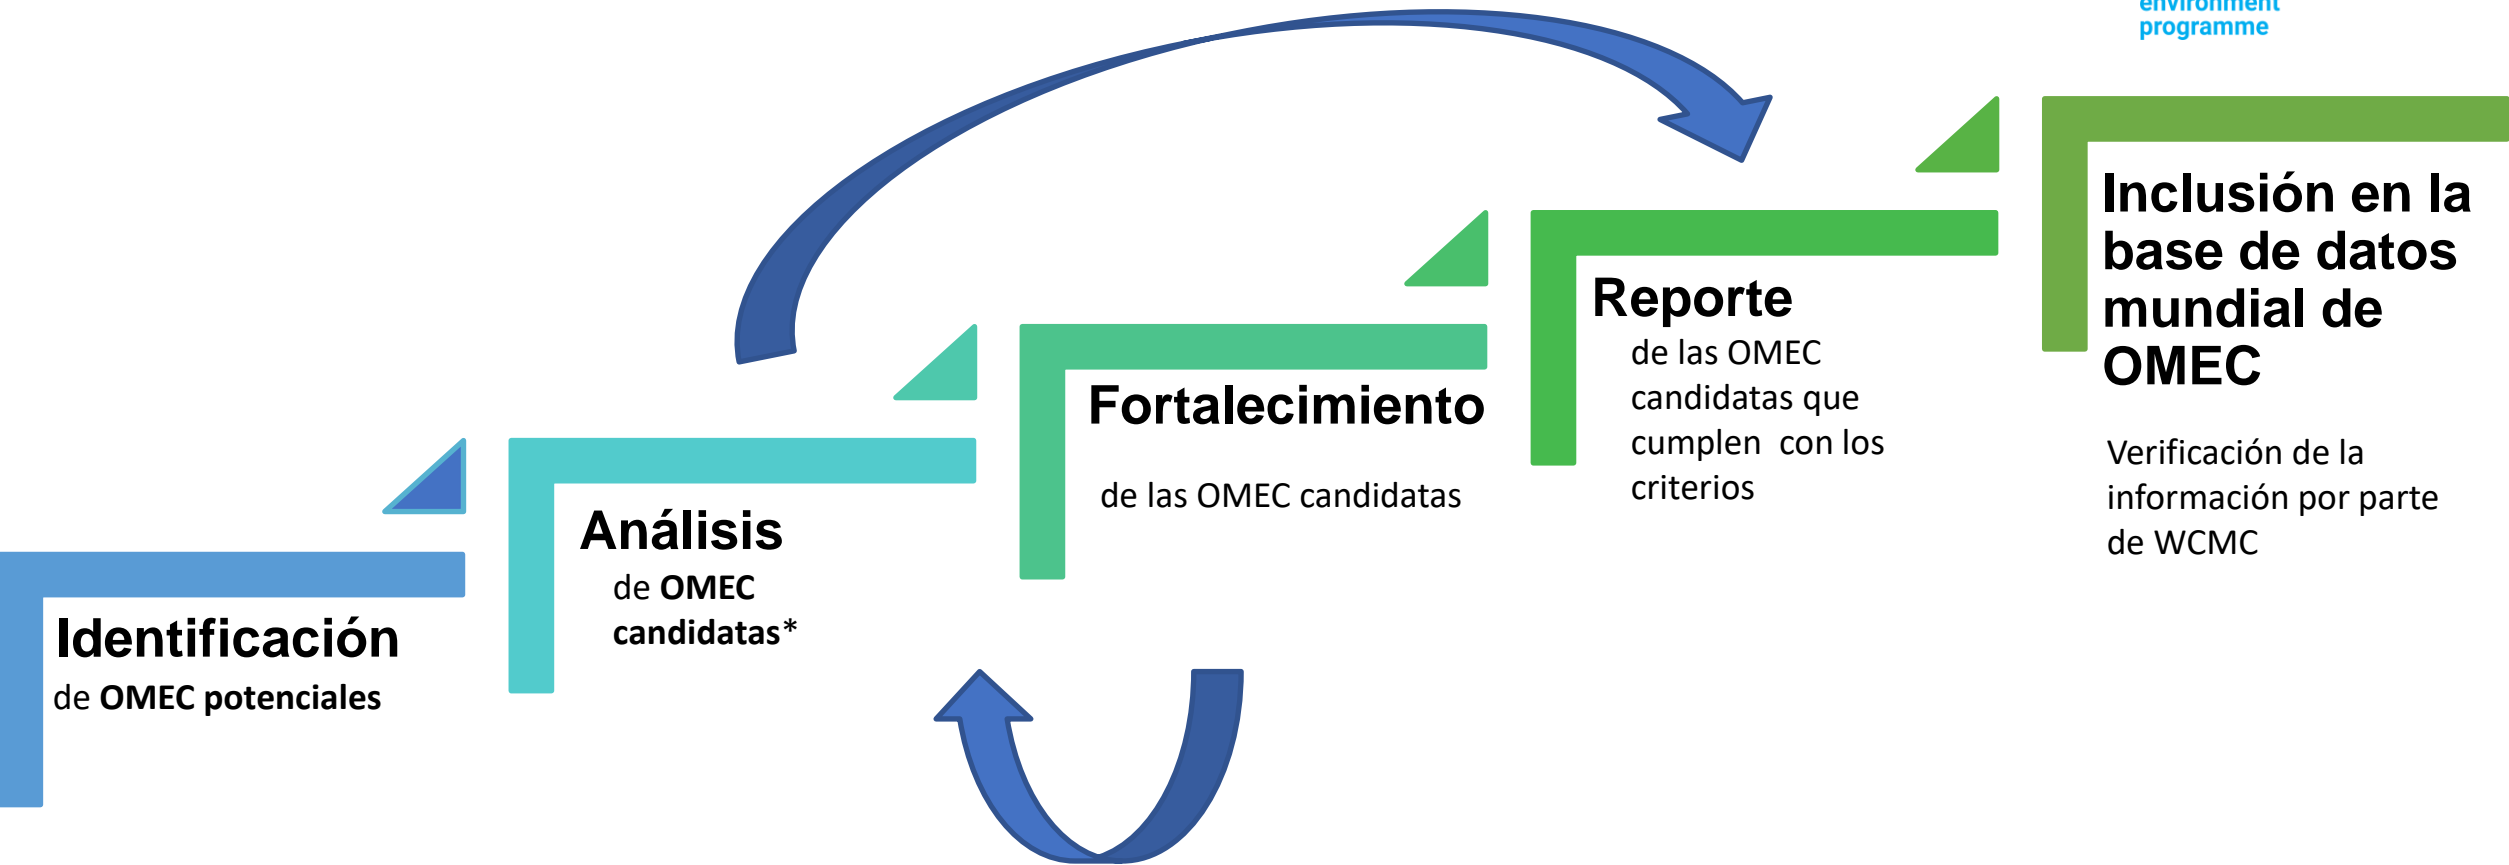 environment
programme
Identificación
de OMEC potenciales
Análisis
de OMEC
candidatas*
Fortalecimiento
de las OMEC candidatas
Reporte
de las OMEC
candidatas que
cumplen  con los
criterios
Inclusión en la
base de datos
mundial de
OMEC
Verificación de la
información por parte
de WCMC